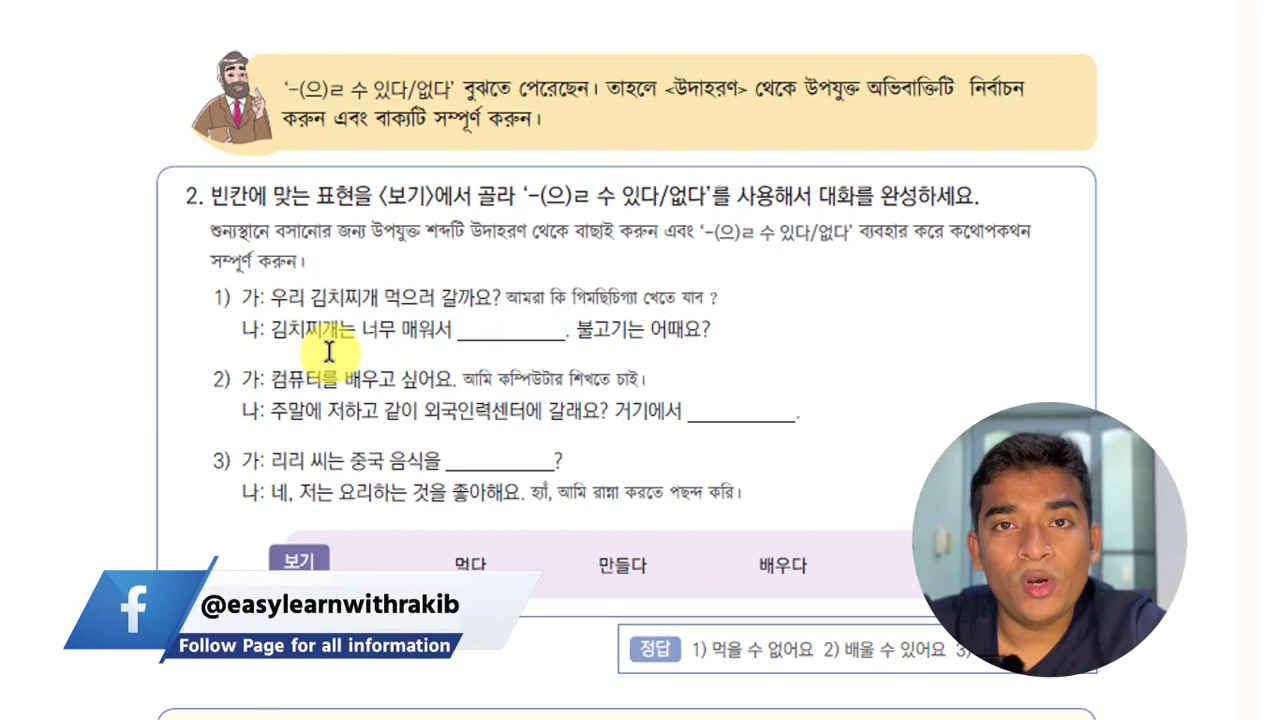 ‘-(으)ㄹ 수 있다/없다’ বুঝতে পেরেছেন। তাহলে <উদাহরণ> থেকে উপযুক্ত অভিবাক্তিটি নির্বাচন
করুন এবং বাক্যটি সম্পূর্ণ করুন।
2. 빈칸에 맞는 표현을 〈보기〉에서 골라 ‘-(으)ㄹ 수 있다/없다’를 사용해서 대화를 완성하세요.
শুন্যস্থানে বসানোর জন্য উপযুক্ত শব্দটি উদাহরণ থেকে বাছাই করুন এবং ‘-(으)ㄹ 수 있다/없다’ ব্যবহার করে কথোপকথন
সম্পূর্ণ করুন।
1) 가: 우리 김치찌개 먹으러 갈까요? আমরা কি গিমছিচিগ্যা খেতে যাব ?
나: 김치찌개는 너무 매워서 __________. 불고기는 어때요?
2) 가: 컴퓨터를 배우고 싶어요. আমি কম্পিউটার শিখতে চাই।
나: 주말에 저하고 같이 외국인력센터에 갈래요? 거기에서 __________.
3) 가: 리리 씨는 중국 음식을 __________?
나: 네, 저는 요리하는 것을 좋아해요. হ্যাঁ, আমি রান্না করতে পছন্দ করি।
보기 먹다 만들다 배우다
f @easylearnwithrakib
Follow Page for all information
정답 1) 먹을 수 없어요 2) 배울 수 있어요 3)